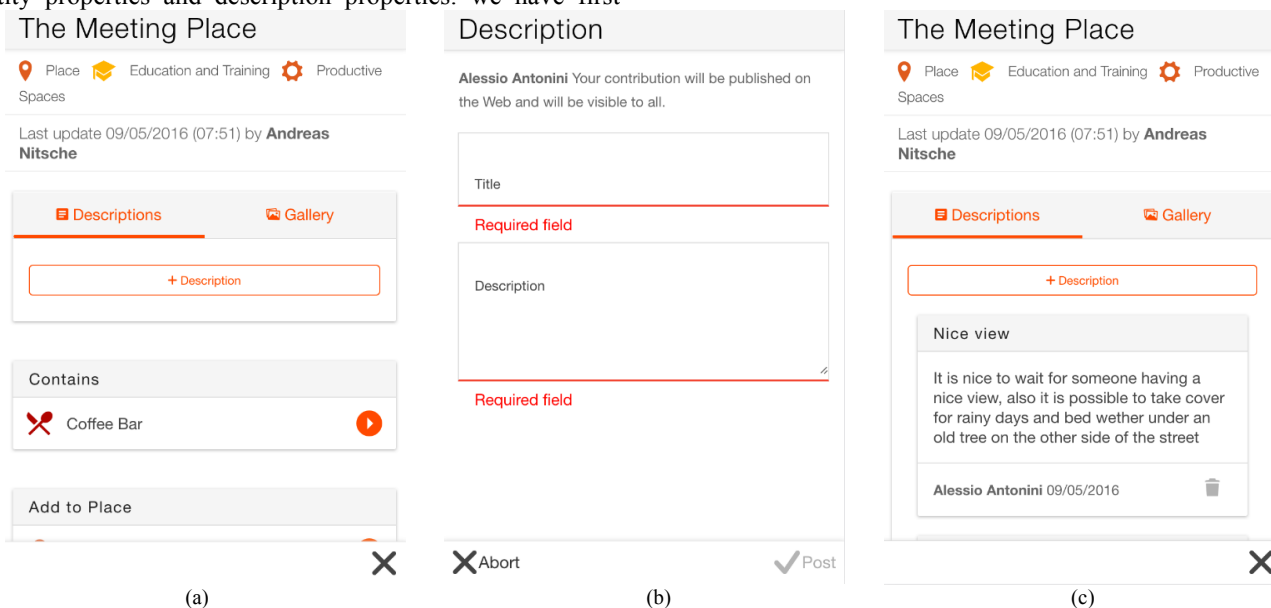 ity properties and description properties. we have first
The Meeting Place
Place Education and Training Productive
Spaces
Last update 09/05/2016 (07:51) by Andreas
Nitsche
Descriptions Gallery
+ Description
Contains
Coffee Bar
Add to Place
(a)
Description
Alessio Antonini Your contribution will be published on
the Web and will be visible to all.
Title
Required field
Description
Required field
Abort Post
(b)
The Meeting Place
Place Education and Training Productive
Spaces
Last update 09/05/2016 (07:51) by Andreas
Nitsche
Descriptions Gallery
+ Description
Nice view
It is nice to wait for someone having a
nice view, also it is possible to take cover
for rainy days and bed wether under an
old tree on the other side of the street
Alessio Antonini 09/05/2016
(c)